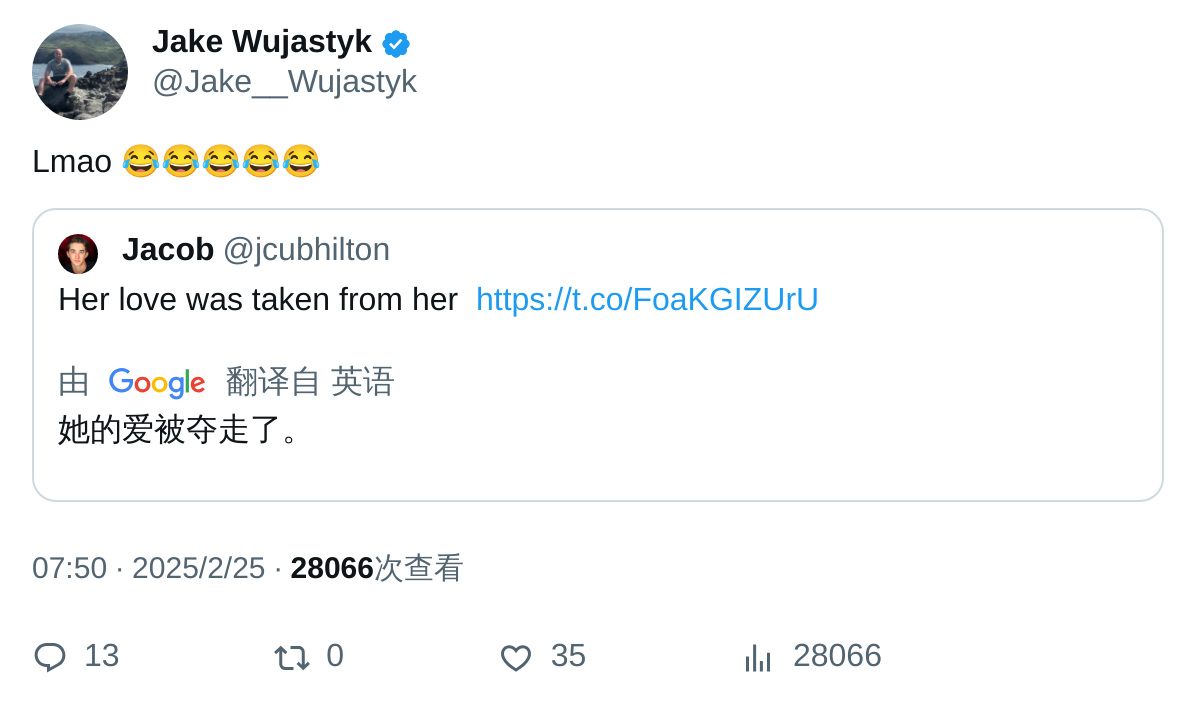 Jake Wujastyk
@Jake__Wujastyk
Lmao 😂😂😂😂😂
Jacob @jcubhilton
Her love was taken from her https://t.co/FoaKGIZUrU
由 Google 翻译自 英语
她的爱被夺走了。
07:50 · 2025/2/25 · 28066次查看
13 0 35 28066